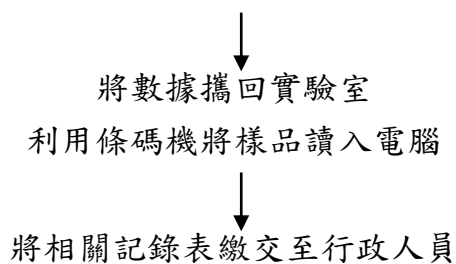 將數據攜回實驗室
利用條碼機將樣品讀入電腦
將相關記錄表繳交至行政人員